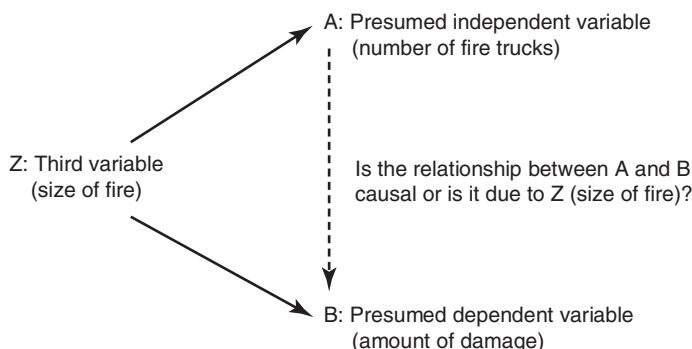 A: Presumed independent variable
(number of fire trucks)
Z: Third variable
(size of fire)
Is the relationship between A and B
causal or is it due to Z (size of fire)?
B: Presumed dependent variable
(amount of damage)